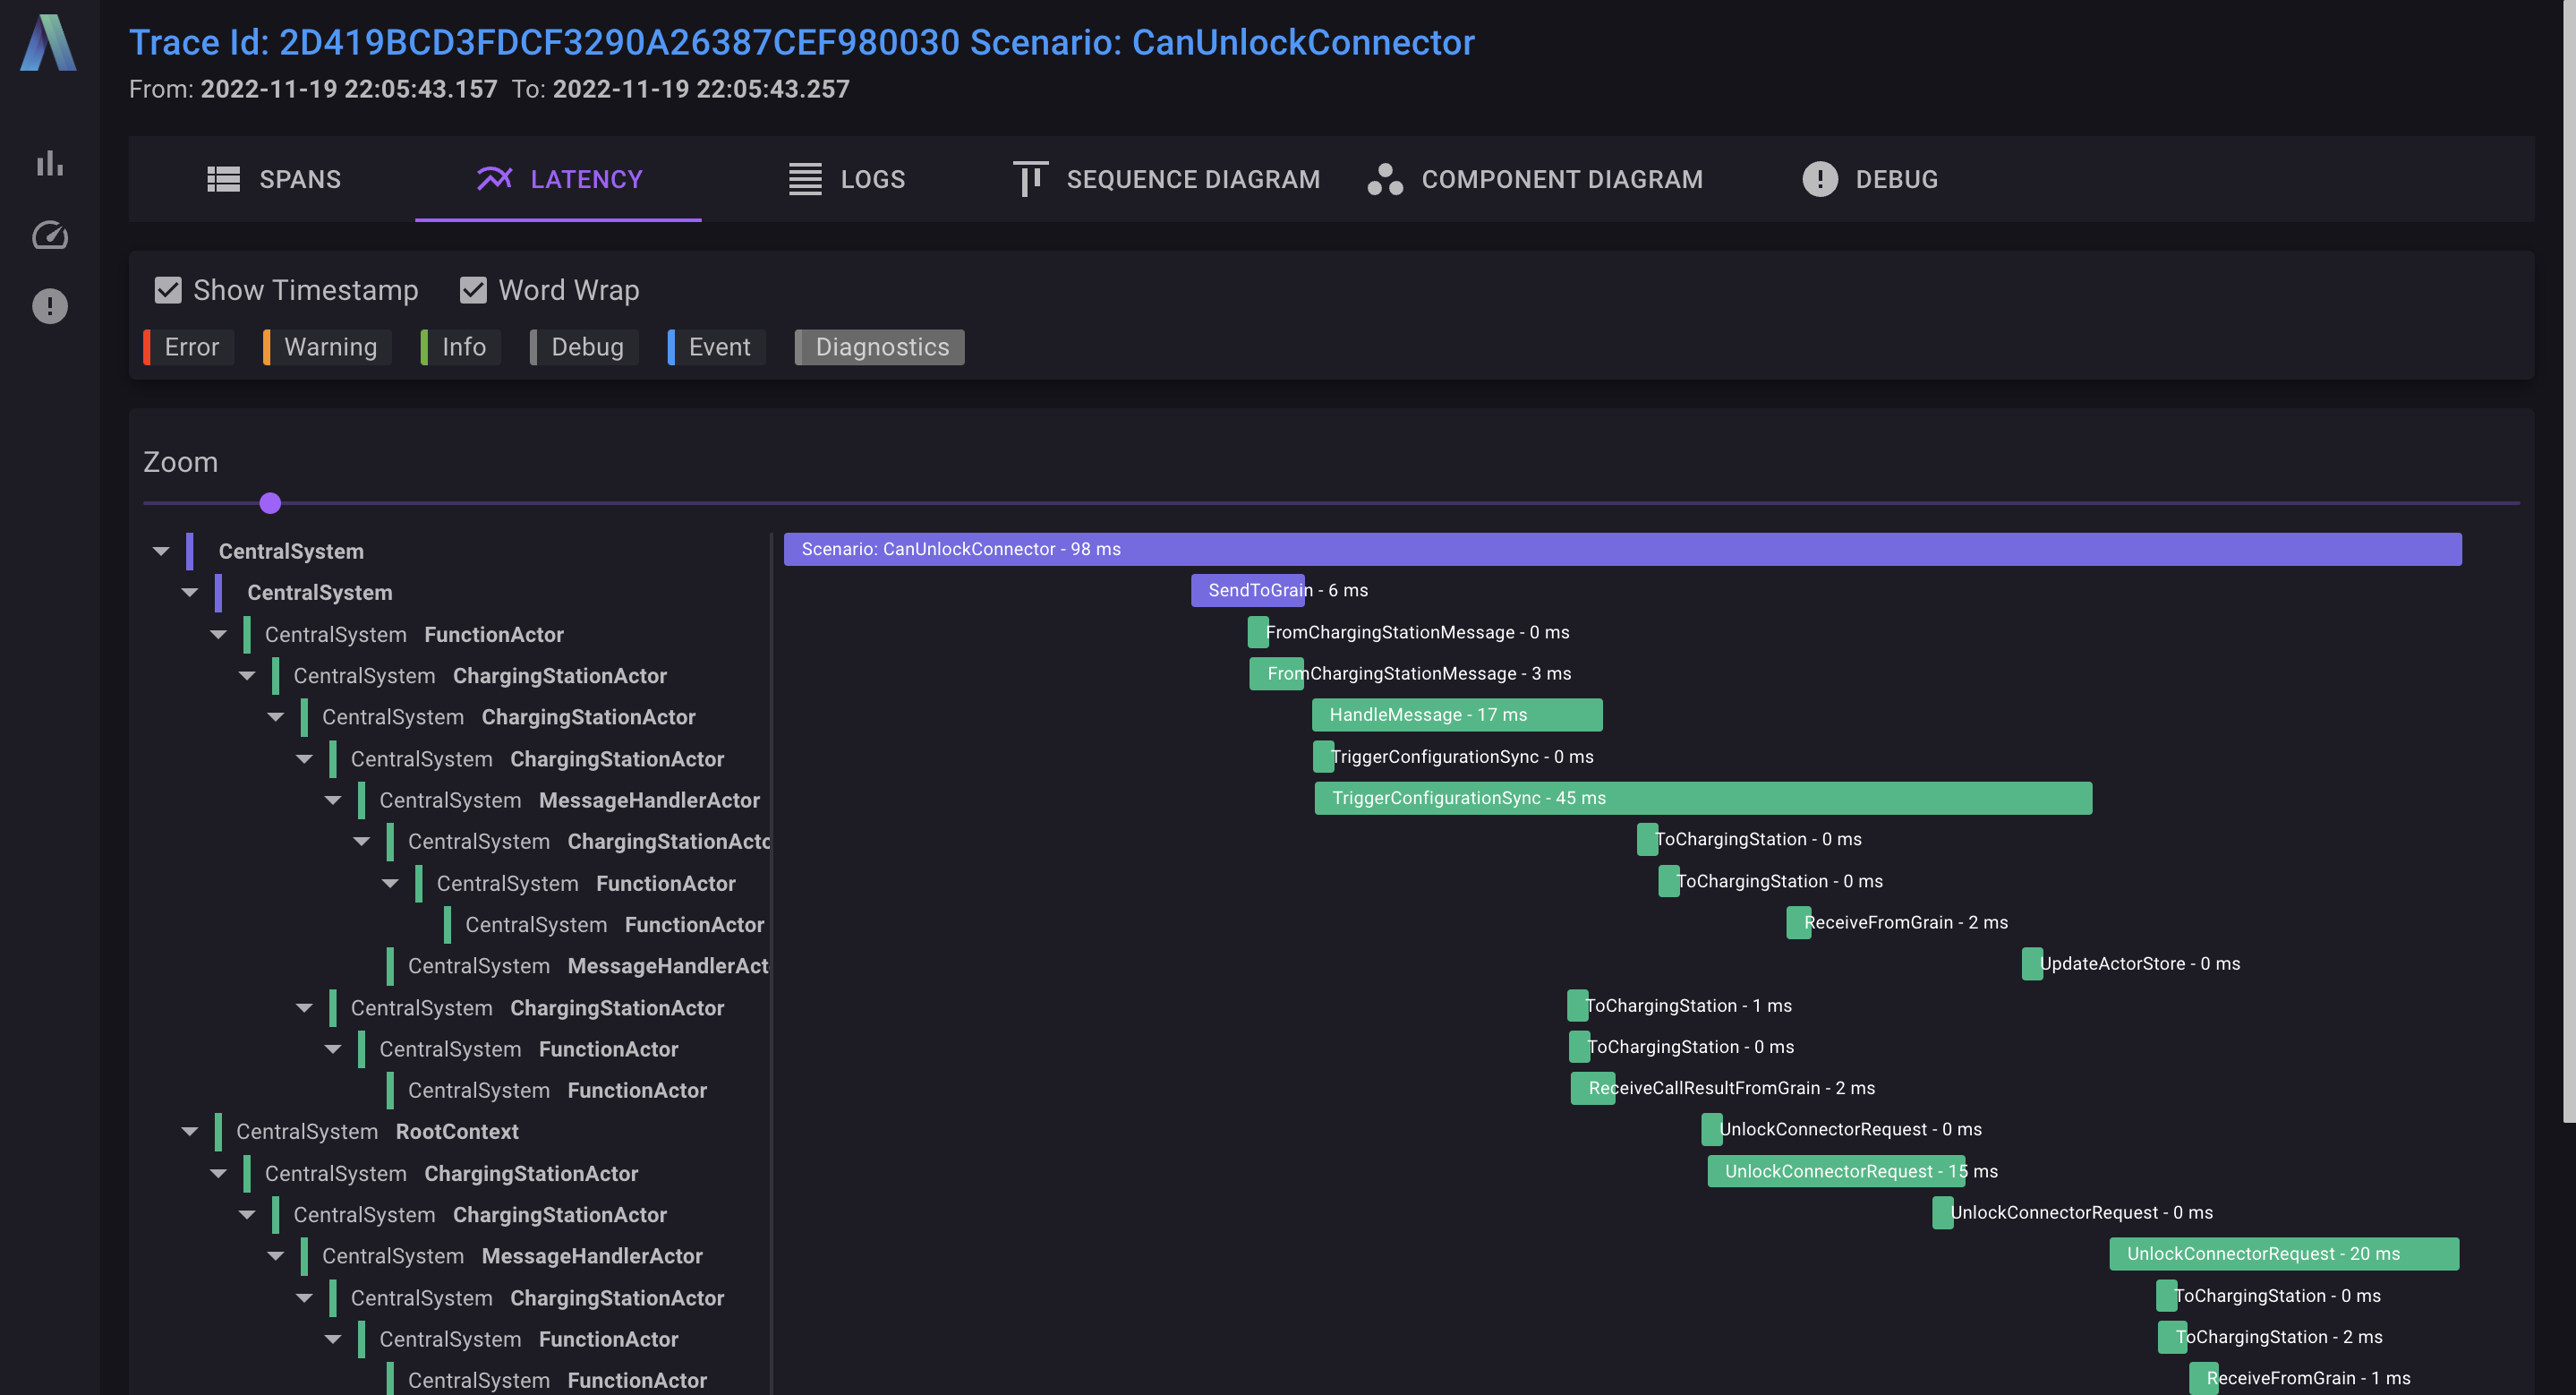 Trace Id: 2D419BCD3FDCF3290A26387CEF980030 Scenario: CanUnlockConnector
From: 2022-11-19 22:05:43.157 To: 2022-11-19 22:05:43.257
SPANS LATENCY LOGS SEQUENCE DIAGRAM COMPONENT DIAGRAM DEBUG
Show Timestamp Word Wrap
Error Warning Info Debug Event Diagnostics
Zoom
CentralSystem Scenario: CanUnlockConnector - 98 ms
CentralSystem SendToGrain - 6 ms
CentralSystem FunctionActor FromChargingStationMessage - 0 ms
CentralSystem ChargingStationActor FromChargingStationMessage - 3 ms
CentralSystem ChargingStationActor HandleMessage - 17 ms
CentralSystem ChargingStationActor TriggerConfigurationSync - 0 ms
CentralSystem MessageHandlerActor TriggerConfigurationSync - 45 ms
CentralSystem ChargingStationActo ToChargingStation - 0 ms
CentralSystem FunctionActor ToChargingStation - 0 ms
CentralSystem FunctionActor ReceiveFromGrain - 2 ms
CentralSystem MessageHandlerAct UpdateActorStore - 0 ms
CentralSystem ChargingStationActor ToChargingStation - 1 ms
CentralSystem FunctionActor ToChargingStation - 0 ms
CentralSystem FunctionActor ReceiveCallResultFromGrain - 2 ms
CentralSystem RootContext UnlockConnectorRequest - 0 ms
CentralSystem ChargingStationActor UnlockConnectorRequest - 15 ms
CentralSystem ChargingStationActor UnlockConnectorRequest - 0 ms
CentralSystem MessageHandlerActor UnlockConnectorRequest - 20 ms
CentralSystem ChargingStationActor ToChargingStation - 0 ms
CentralSystem FunctionActor ToChargingStation - 2 ms
CentralSystem FunctionActor ReceiveFromGrain - 1 ms